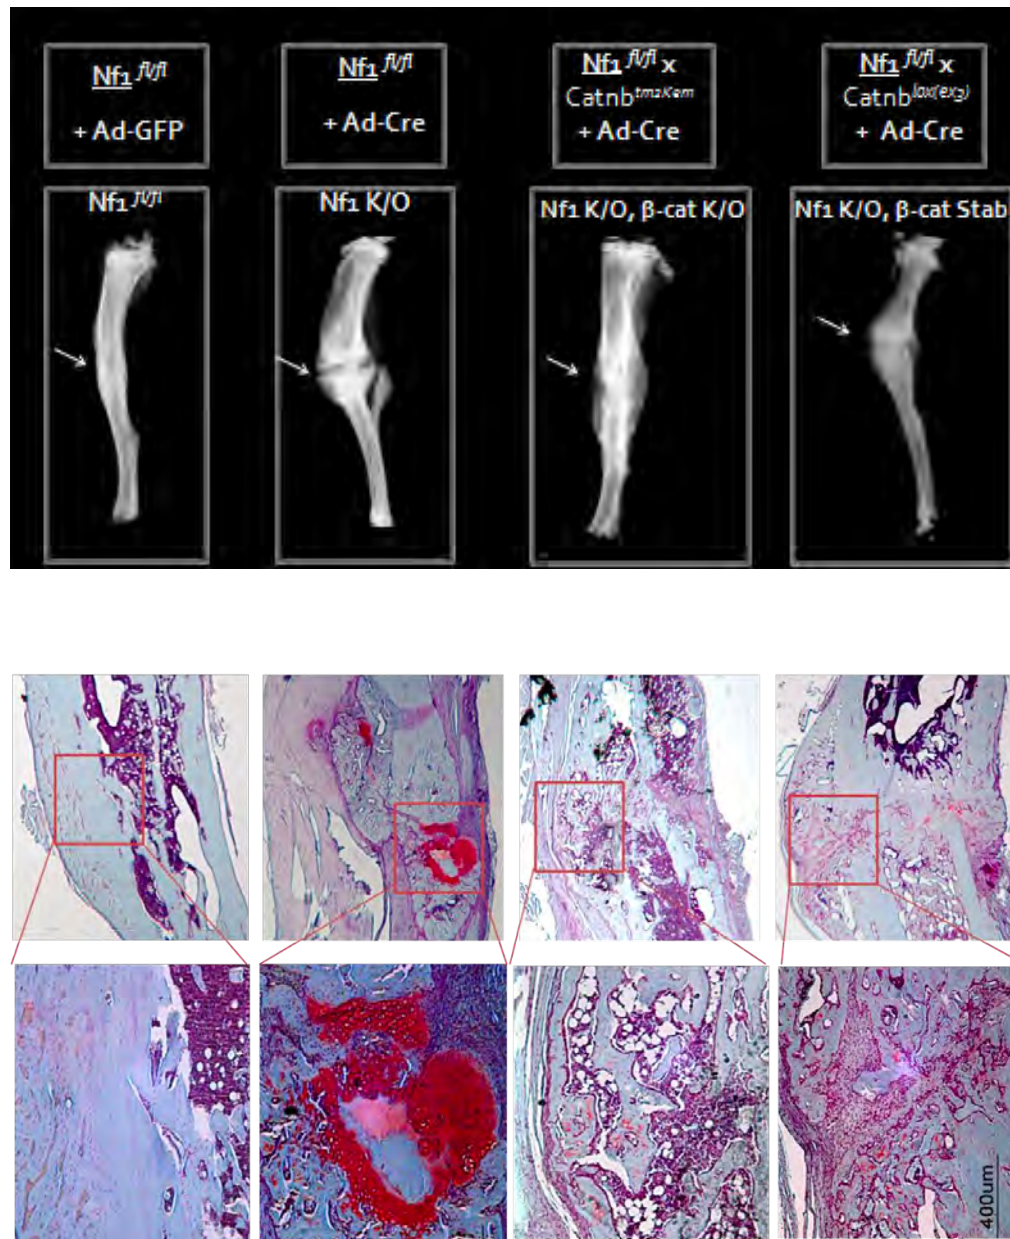 Nf1 fl/fl
+ Ad-GFP
Nf1 fl/fl
+ Ad-Cre
Nf1 fl/fl x
Catnb tm2Kem
+ Ad-Cre
Nf1 fl/fl x
Catnb lox(ex3)
+ Ad-Cre
Nf1 fl/fl
Nf1 K/O
Nf1 K/O, β-cat K/O
Nf1 K/O, β-cat Stab
400um